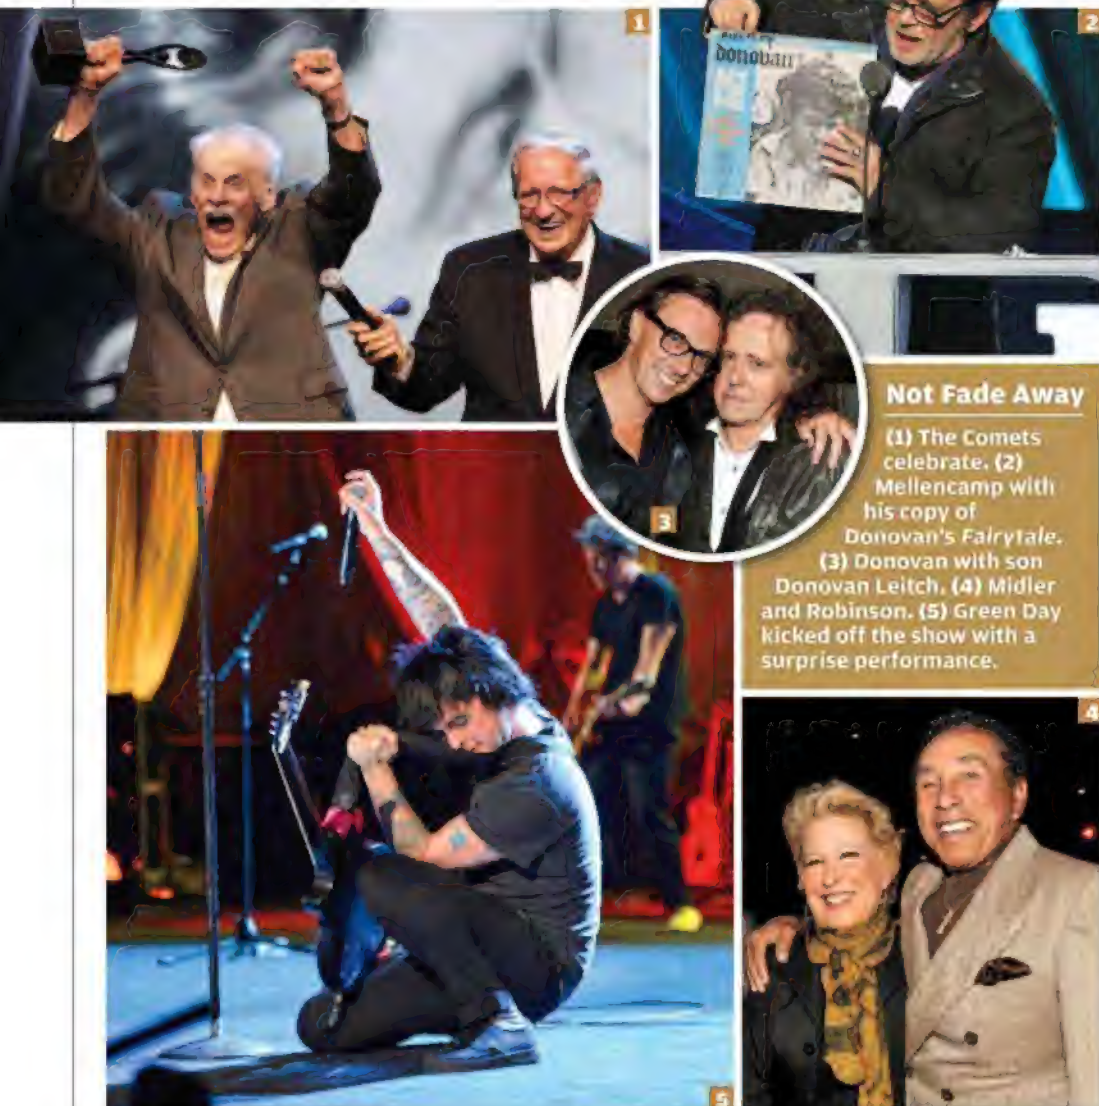 1
2
donovan
3
Not Fade Away
(1) The Comets
celebrate. (2)
Mellencamp with
his copy of
Donovan's Fairytale.
(3) Donovan with son
Donovan Leitch. (4) Midler
and Robinson. (5) Green Day
kicked off the show with a
surprise performance.
4
5